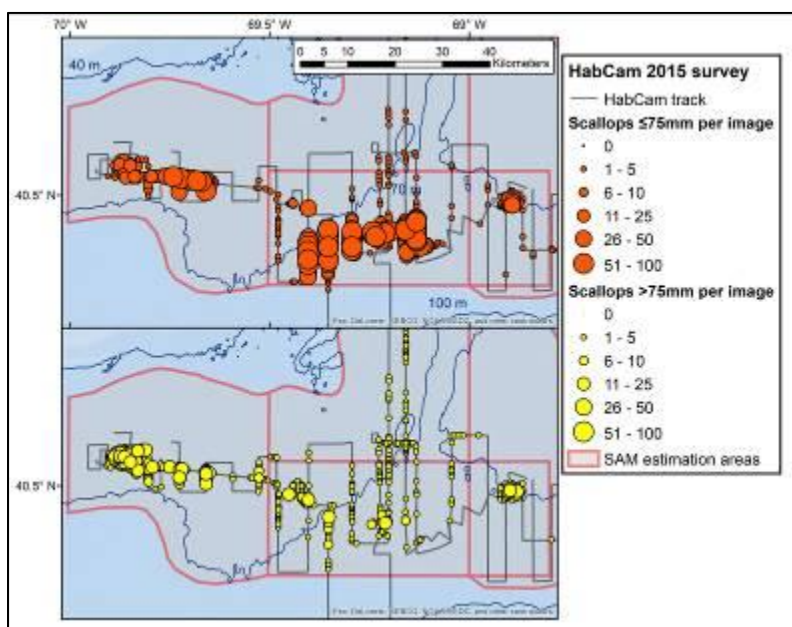 70° W 69.5° W 69° W
40 m
0 5 10 20 30 40
Kilometers
40.5° N
70 m
100 m
40.5° N
HabCam 2015 survey
HabCam track
Scallops ≤75mm per image
0
1 - 5
6 - 10
11 - 25
26 - 50
51 - 100
Scallops >75mm per image
0
1 - 5
6 - 10
11 - 25
26 - 50
51 - 100
SAM estimation areas